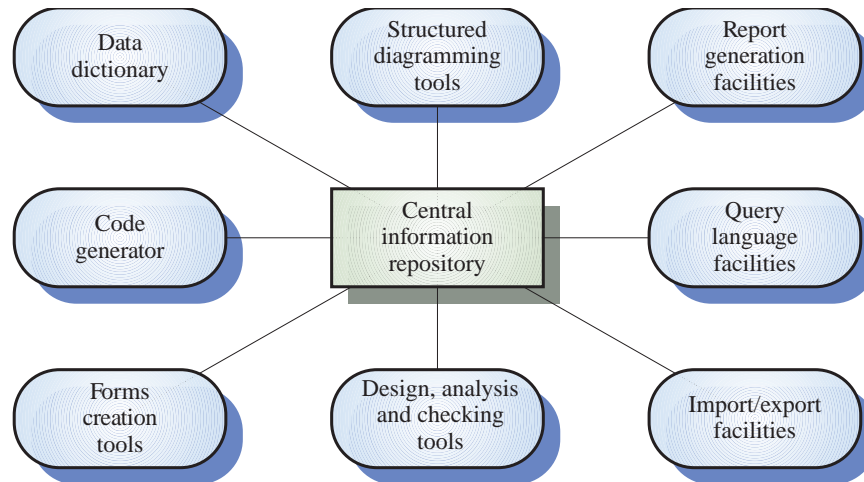 Data
dictionary
Structured
diagramming
tools
Report
generation
facilities
Code
generator
Central
information
repository
Query
language
facilities
Forms
creation
tools
Design, analysis
and checking
tools
Import/export
facilities